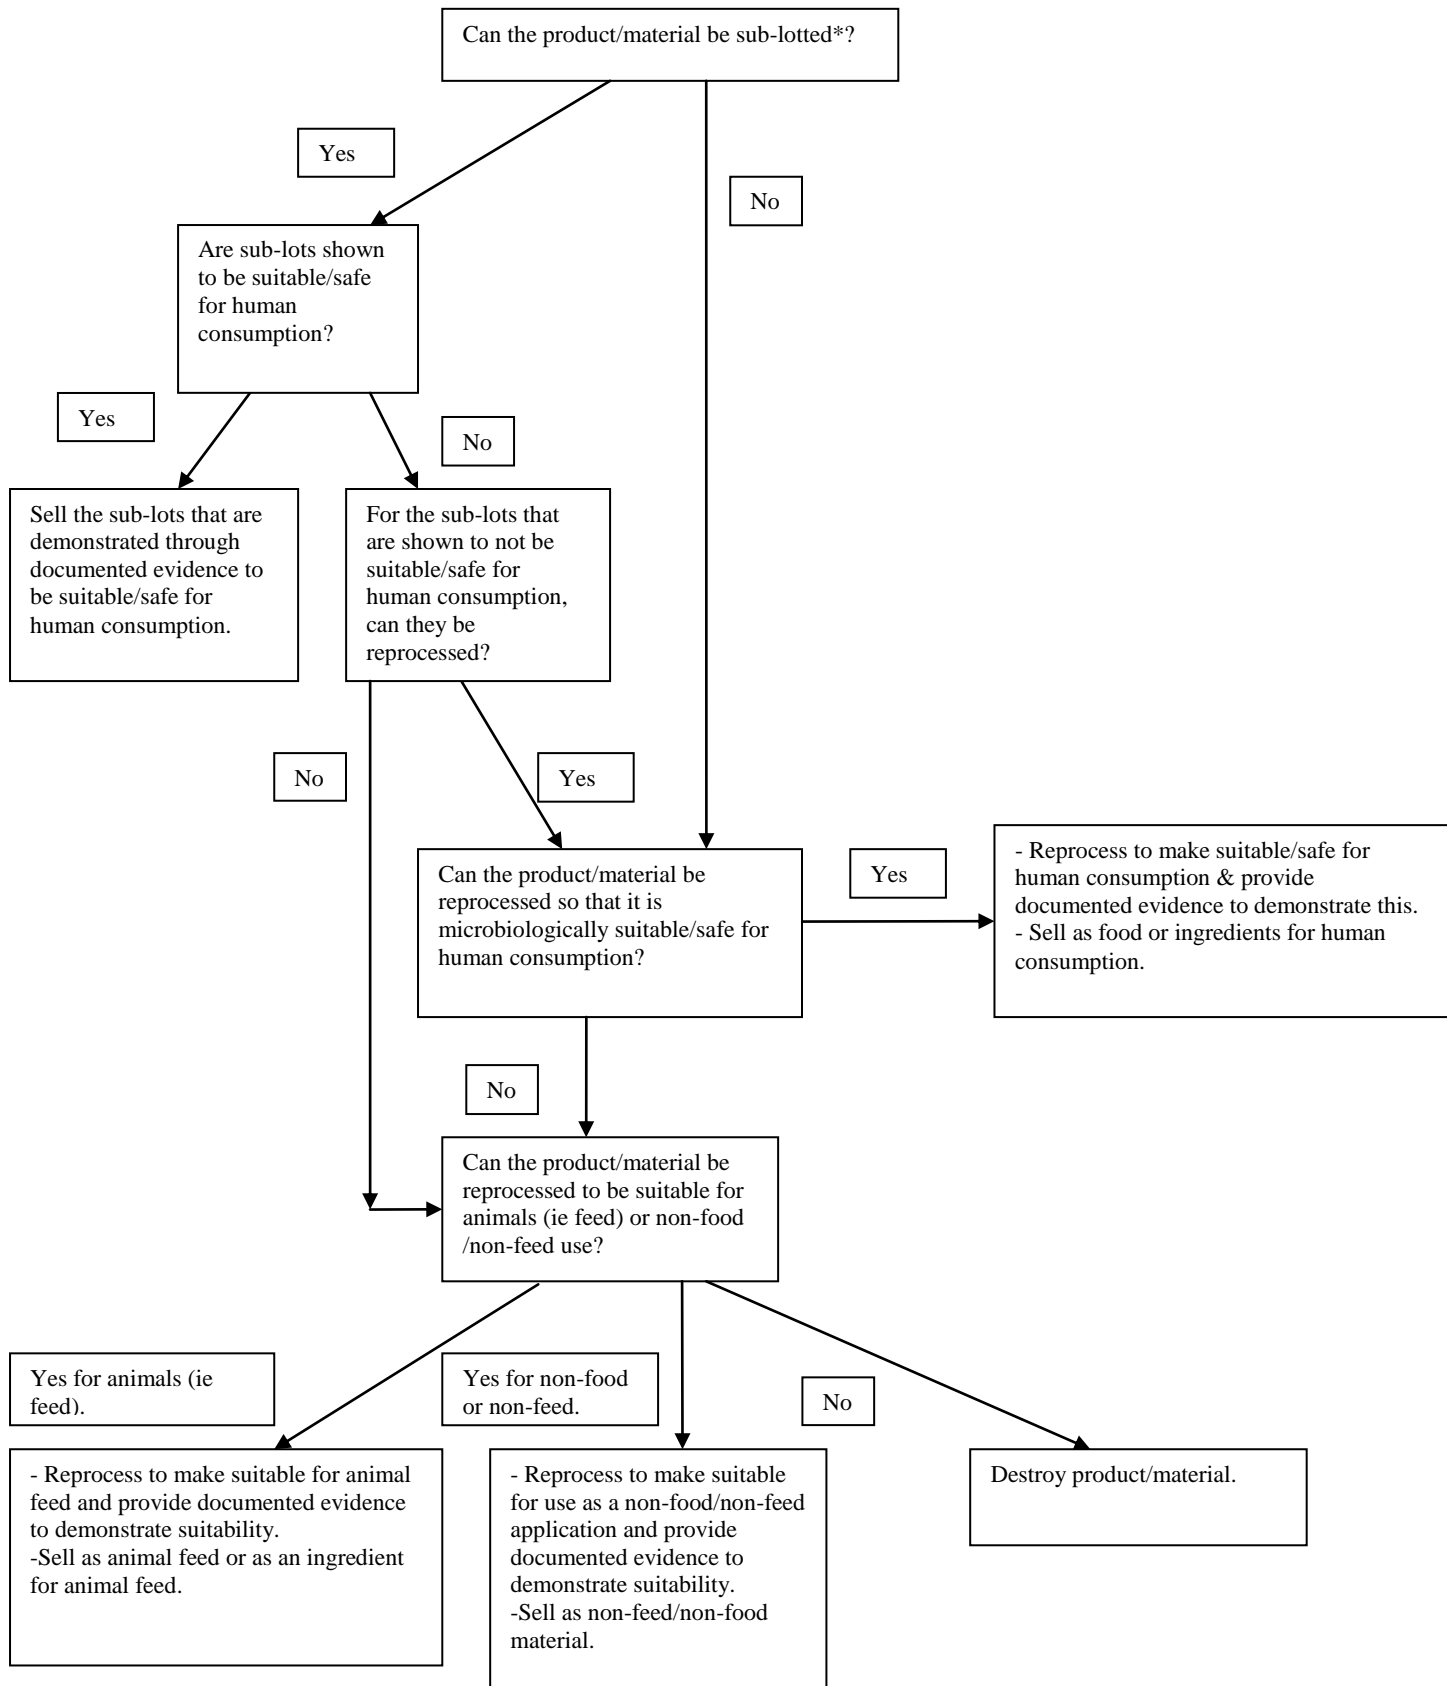 Can the product/material be sub-lotted*?
Yes
No
Are sub-lots shown
to be suitable/safe
for human
consumption?
Yes
No
Sell the sub-lots that are
demonstrated through
documented evidence to
be suitable/safe for
human consumption.
For the sub-lots that
are shown to not be
suitable/safe for
human consumption,
can they be
reprocessed?
No
Yes
Can the product/material be
reprocessed so that it is
microbiologically suitable/safe for
human consumption?
Yes
- Reprocess to make suitable/safe for
human consumption & provide
documented evidence to demonstrate this.
- Sell as food or ingredients for human
consumption.
No
Can the product/material be
reprocessed to be suitable for
animals (ie feed) or non-food
/non-feed use?
Yes for animals (ie
feed).
Yes for non-food
or non-feed.
No
- Reprocess to make suitable for animal
feed and provide documented evidence
to demonstrate suitability.
-Sell as animal feed or as an ingredient
for animal feed.
- Reprocess to make suitable
for use as a non-food/non-feed
application and provide
documented evidence to
demonstrate suitability.
-Sell as non-feed/non-food
material.
Destroy product/material.